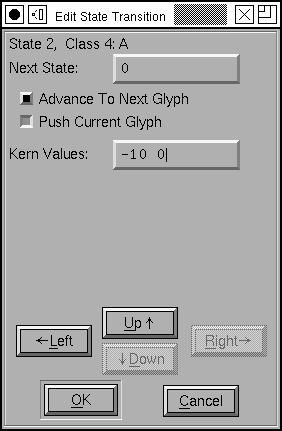 Edit State Transition
State 2, Class 4: A
Next State: 0
Advance To Next Glyph
Push Current Glyph
Kern Values: -10 0
Up ↑
←Left Right→
↓Down
OK Cancel